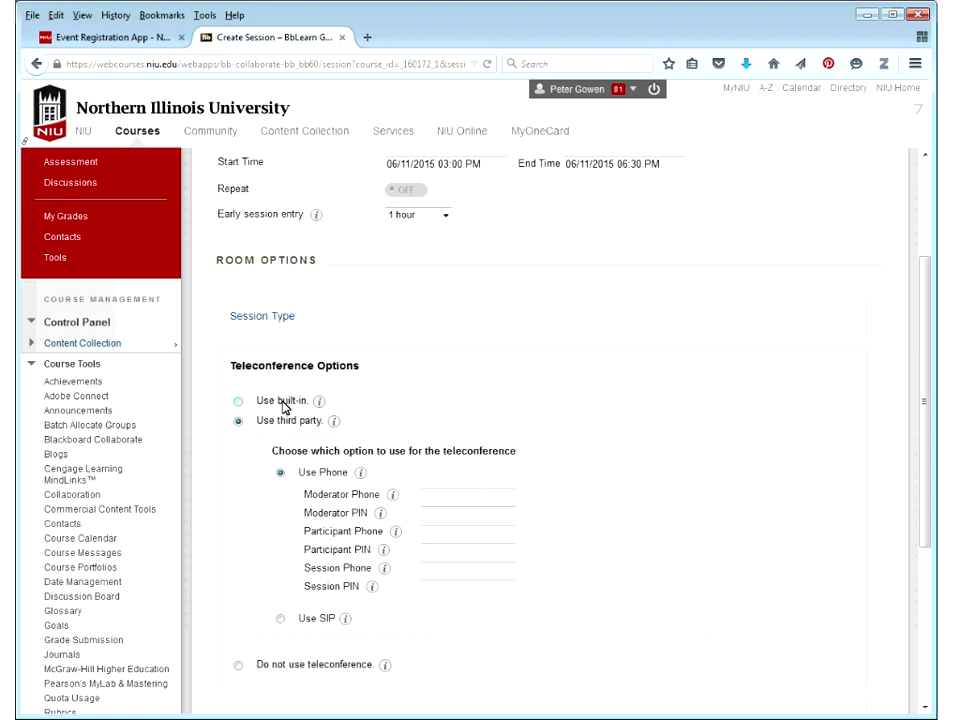 File Edit View History Bookmarks Tools Help
Event Registration App - N... × Create Session – BbLearn G... × +
https://webcourses.niu.edu/webapps/bb-collaborate-bb_bb60/session?course_id=_160172_1&sessi Search
Peter Gowen 81
MyNIU A-Z Calendar Directory NIU Home
NIU
Northern Illinois University
7
NIU Courses Community Content Collection Services NIU Online MyOneCard
Assessment
Discussions
My Grades
Contacts
Tools
COURSE MANAGEMENT
Control Panel
Content Collection
Course Tools
Achievements
Adobe Connect
Announcements
Batch Allocate Groups
Blackboard Collaborate
Blogs
Cengage Learning
MindLinks™
Collaboration
Commercial Content Tools
Contacts
Course Calendar
Course Messages
Course Portfolios
Date Management
Discussion Board
Glossary
Goals
Grade Submission
Journals
McGraw-Hill Higher Education
Pearson's MyLab & Mastering
Quota Usage
Rubrics
Start Time 06/11/2015 03:00 PM End Time 06/11/2015 06:30 PM
Repeat OFF
Early session entry 1 hour
ROOM OPTIONS
Session Type
Teleconference Options
Use built-in.
Use third party.
Choose which option to use for the teleconference
Use Phone
Moderator Phone
Moderator PIN
Participant Phone
Participant PIN
Session Phone
Session PIN
Use SIP
Do not use teleconference.